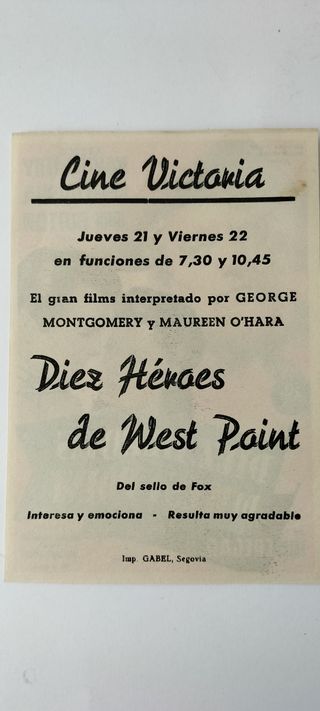 Cine Victoria
Jueves 21 y Viernes 22
en funciones de 7,30 y 10,45
El gran films interpretado por GEORGE
MONTGOMERY y MAUREEN O'HARA
Diez Héroes
de West Point
Del sello de Fox
Interesa y emociona - Resulta muy agradable
Imp. GABEL, Segovia